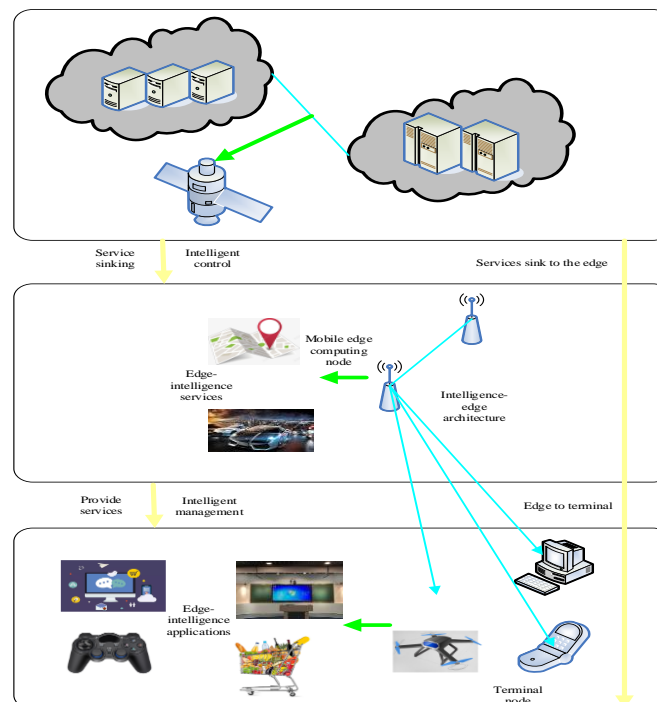 Service
sinking
Intelligent
control
Services sink to the edge
Mobile edge
computing
node
Edge-
intelligence
services
Intelligence-
edge
architecture
Provide
services
Intelligent
management
Edge to terminal
Edge-
intelligence
applications
Terminal
node